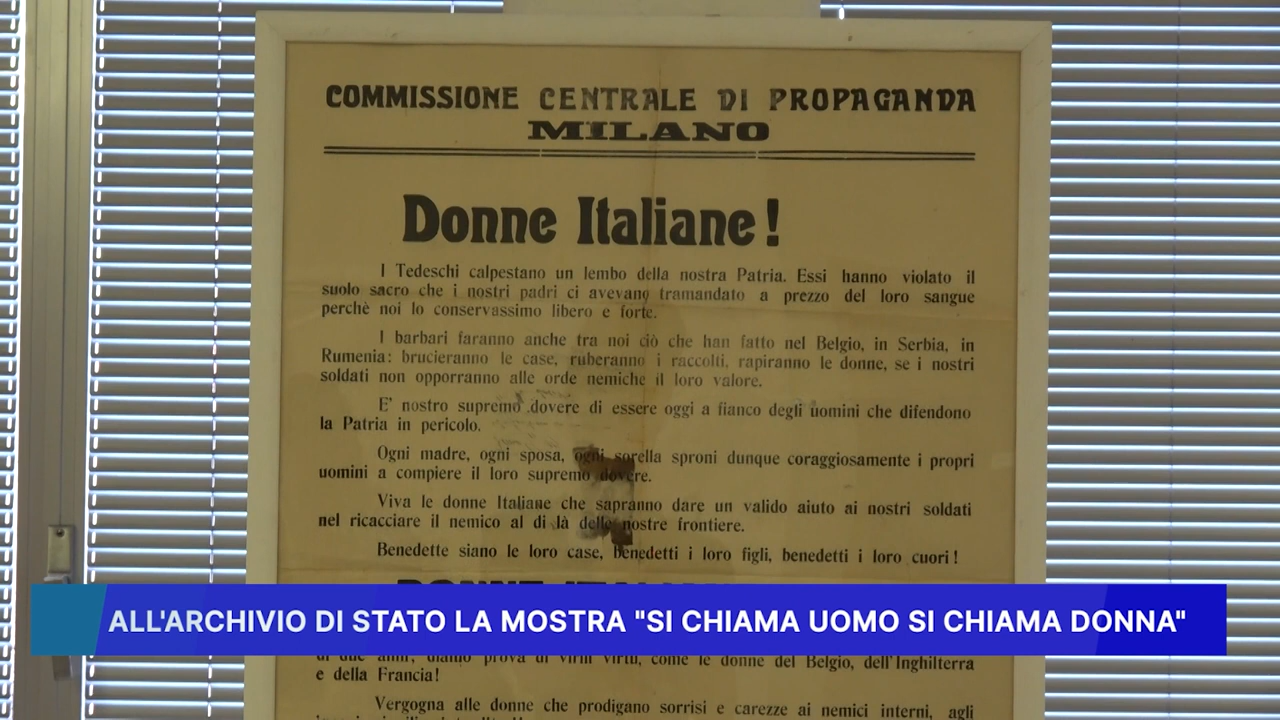 COMMISSIONE CENTRALE DI PROPAGANDA
MILANO
Donne Italiane!
I Tedeschi calpestano un lembo della nostra Patria. Essi hanno violato il
suolo sacro che i nostri padri ci avevano tramandato a prezzo del loro sangue
perchè noi lo conservassimo libero e forte.
I barbari faranno anche tra noi ciò che han fatto nel Belgio, in Serbia, in
Rumenia: brucieranno le case, ruberanno i raccolti, rapiranno le donne, se i nostri
soldati non opporranno alle orde nemiche il loro valore.
E' nostro supremo dovere di essere oggi a fianco degli uomini che difendono
la Patria in pericolo.
Ogni madre, ogni sposa, ogni sorella sproni dunque coraggiosamente i propri
uomini a compiere il loro supremo dovere.
Viva le donne Italiane che sapranno dare un valido aiuto ai nostri soldati
nel ricacciare il nemico al di là delle nostre frontiere.
Benedette siano le loro case, benedetti i loro figli, benedetti i loro cuori!
ALL'ARCHIVIO DI STATO LA MOSTRA "SI CHIAMA UOMO SI CHIAMA DONNA"
di due anni, diamo prova di virili virtù, come le donne del Belgio, dell'Inghilterra
e della Francia!
Vergogna alle donne che prodigano sorrisi e carezze ai nemici interni, agli